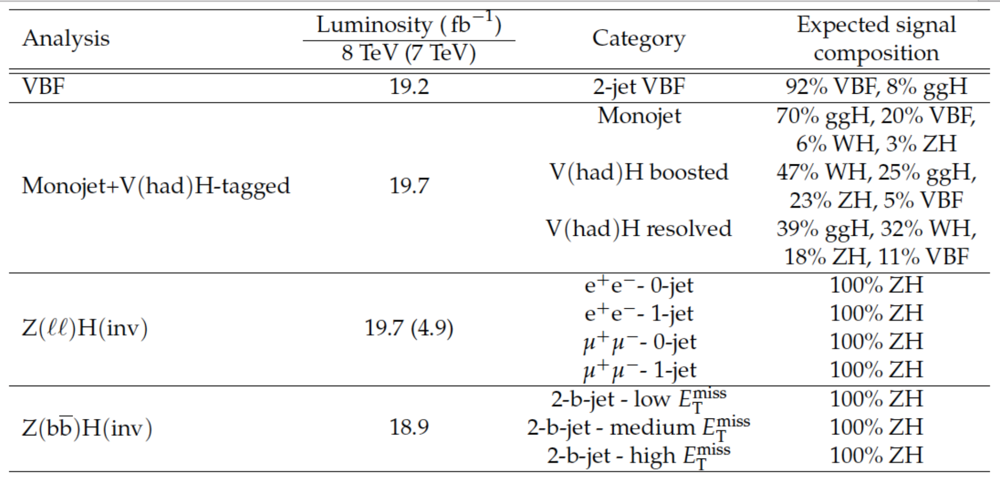 Analysis Luminosity (fb⁻¹) Category Expected signal
8 TeV (7 TeV) composition
VBF 19.2 2-jet VBF 92% VBF, 8% ggH
Monojet 70% ggH, 20% VBF,
6% WH, 3% ZH
Monojet+V(had)H-tagged 19.7 V(had)H boosted 47% WH, 25% ggH,
23% ZH, 5% VBF
V(had)H resolved 39% ggH, 32% WH,
18% ZH, 11% VBF
e⁺e⁻- 0-jet 100% ZH
e⁺e⁻- 1-jet 100% ZH
Z(ℓℓ)H(inv) 19.7 (4.9) μ⁺μ⁻- 0-jet 100% ZH
μ⁺μ⁻- 1-jet 100% ZH
2-b-jet - low E_T^miss 100% ZH
Z(bb̅)H(inv) 18.9 2-b-jet - medium E_T^miss 100% ZH
2-b-jet - high E_T^miss 100% ZH